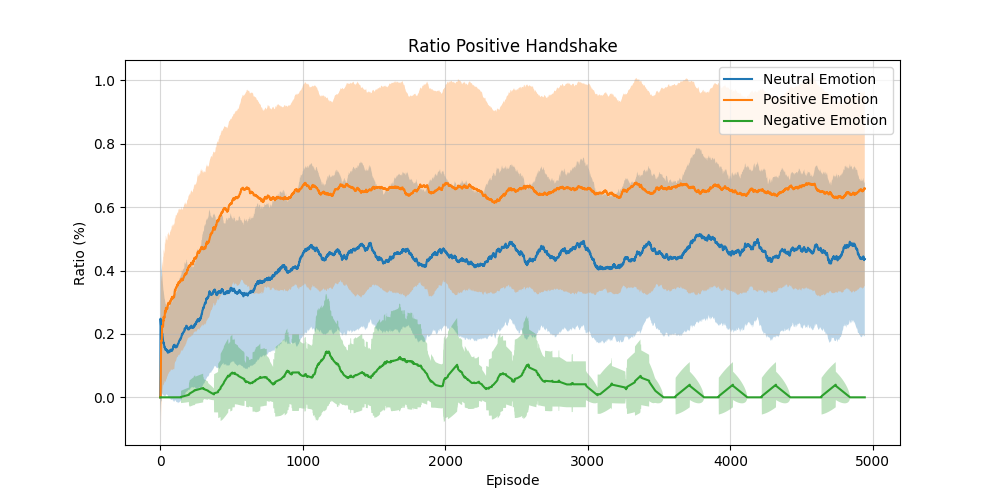 Ratio Positive Handshake
Neutral Emotion
Positive Emotion
Negative Emotion
Ratio (%)
1.0
0.8
0.6
0.4
0.2
0.0
0 1000 2000 3000 4000 5000
Episode